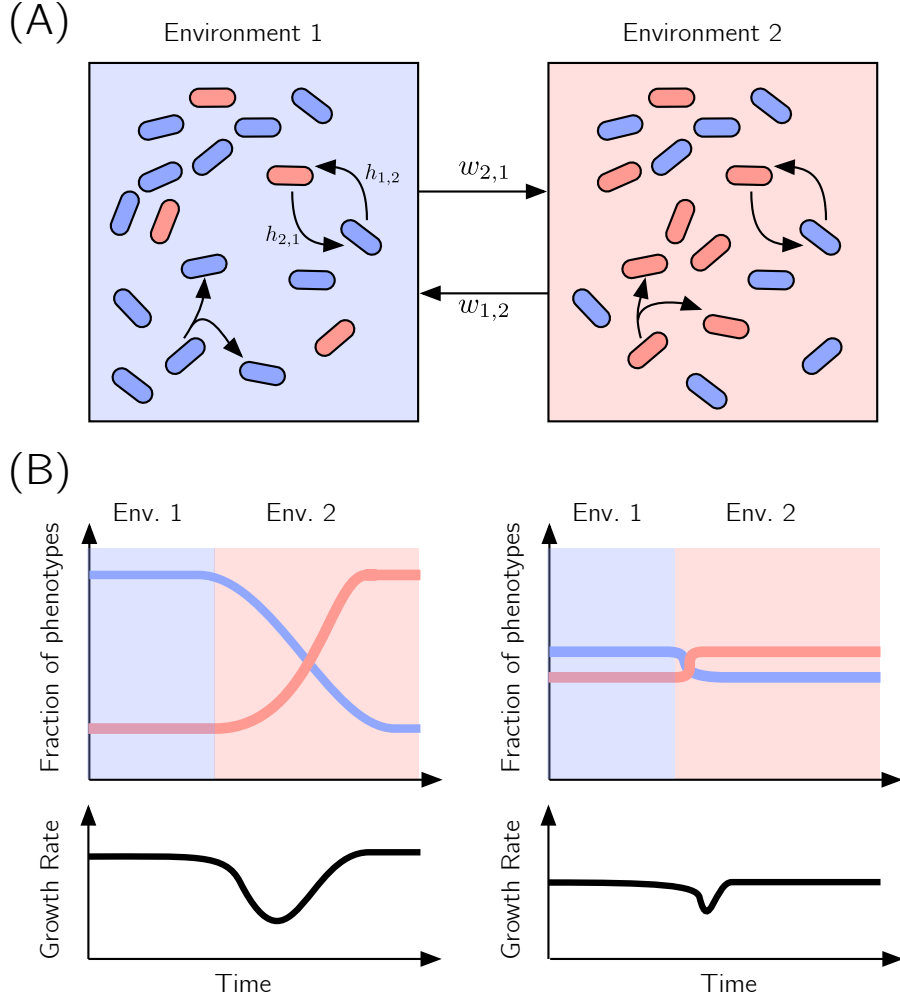 (A)
Environment 1
Environment 2
h1,2
h2,1
w2,1
w1,2
(B)
Env. 1
Env. 2
Env. 1
Env. 2
Fraction of phenotypes
Fraction of phenotypes
Growth Rate
Growth Rate
Time
Time